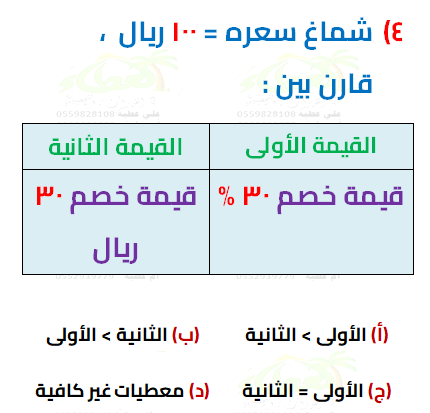 ٤) شماغ سعره = ١٠٠ ريال ،
قارن بين :
القيمة الأولى
القيمة الثانية
قيمة خصم ٣٠ %
قيمة خصم ٣٠
ريال
(أ) الأولى > الثانية
(ب) الثانية > الأولى
(ج) الأولى = الثانية
(د) معطيات غير كافية